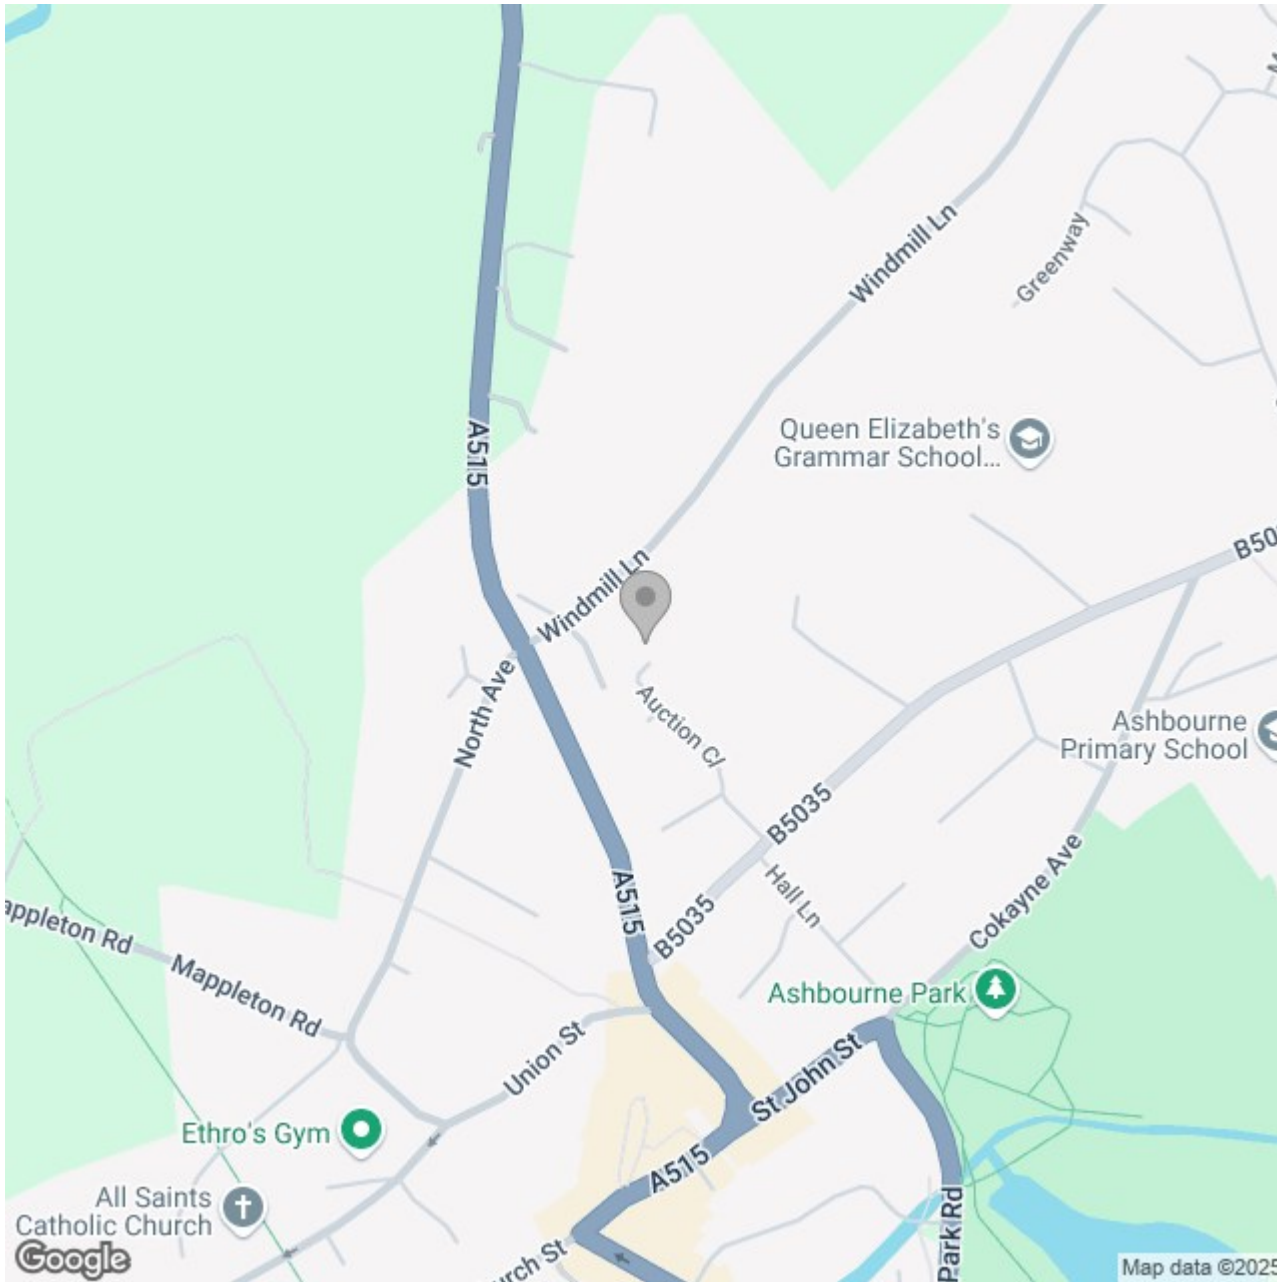 Windmill Ln
Greenway
A515
Queen Elizabeth's
Grammar School...
B50
Windmill Ln
North Ave
Auction Cl
Ashbourne
Primary School
B5035
A515
Hall Ln
Cokayne Ave
B5035
appleton Rd
Mappleton Rd
Ashbourne Park
Union St
St John St
Ethro's Gym
A515
All Saints
Catholic Church
Park Rd
urch St
Google
Map data ©2025